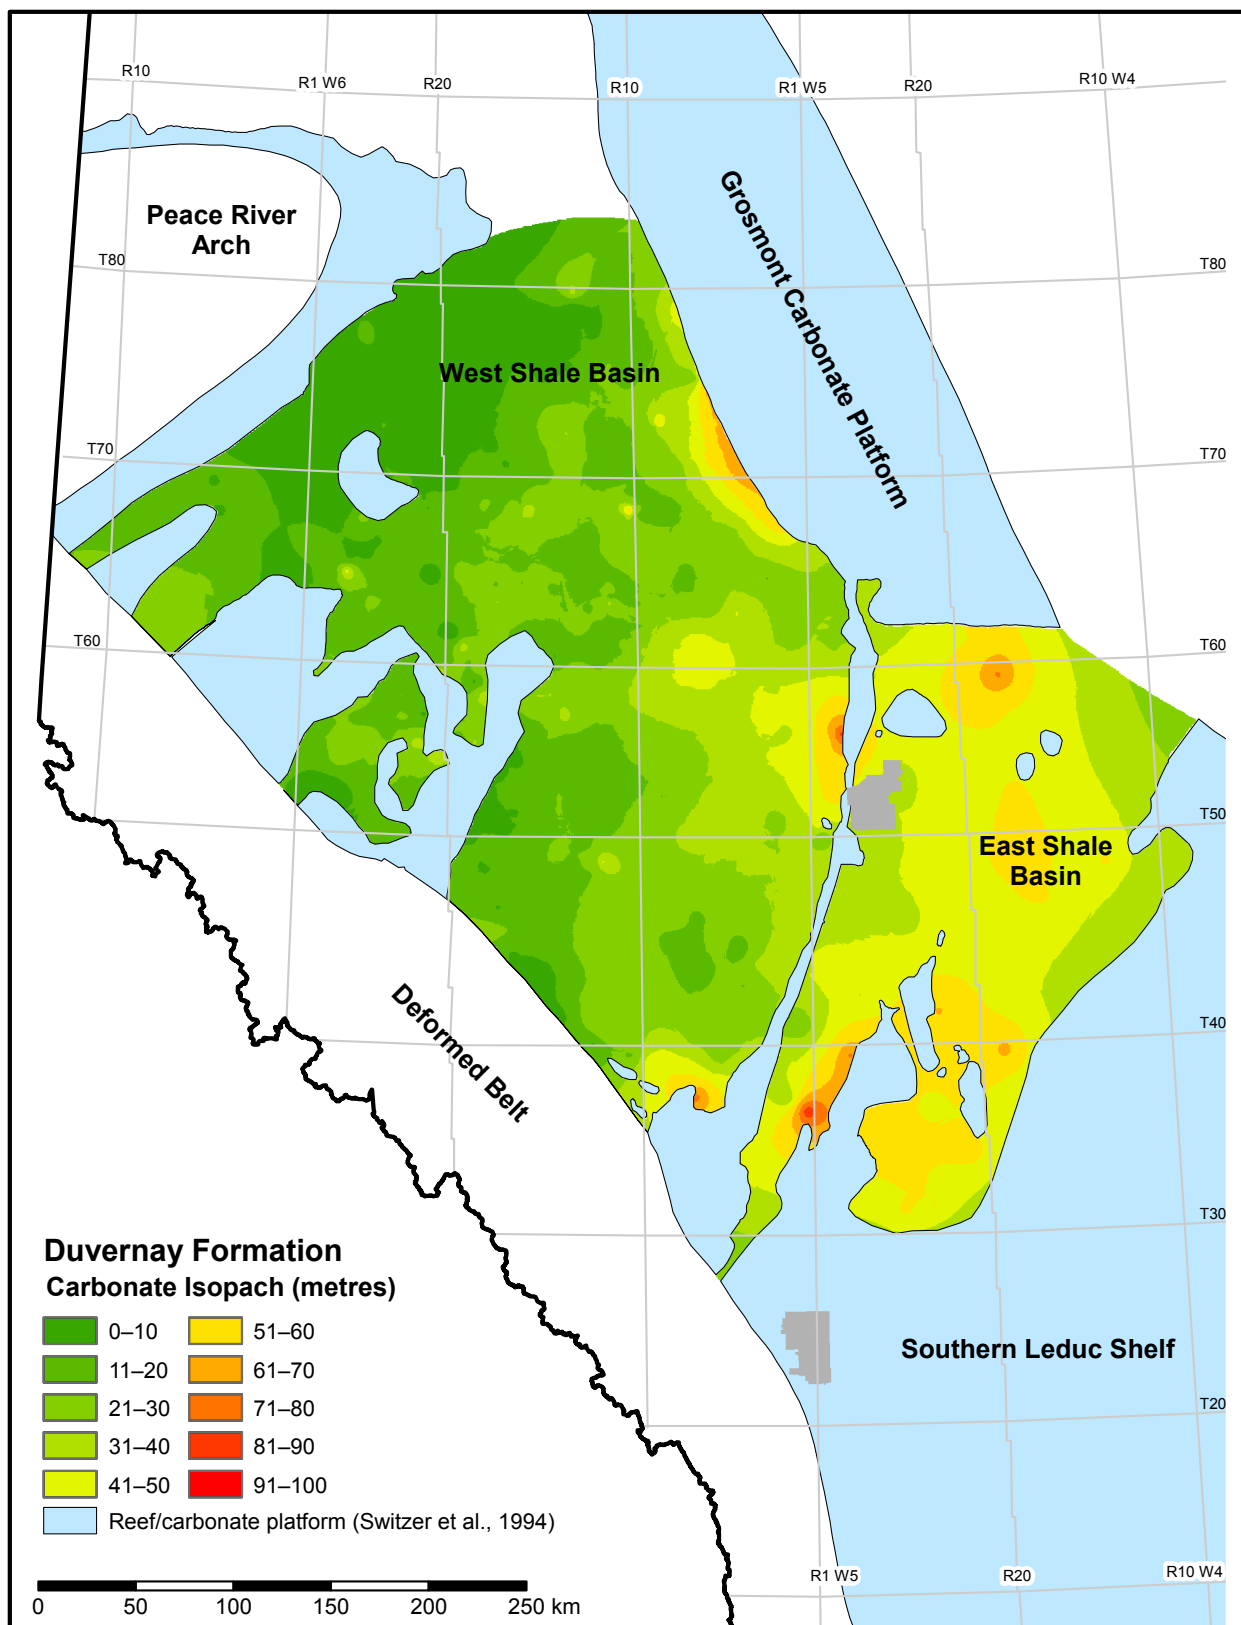 R10
R1 W6
R20
R10
R1 W5
R20
R10 W4
Peace River
Arch
Grosmont Carbonate Platform
T80
T80
West Shale Basin
T70
T70
T60
T60
T50
East Shale
Basin
Deformed Belt
T40
T30
Duvernay Formation
Carbonate Isopach (metres)
0–10
51–60
11–20
61–70
21–30
71–80
31–40
81–90
41–50
91–100
Reef/carbonate platform (Switzer et al., 1994)
Southern Leduc Shelf
T20
R1 W5
R20
R10 W4
0 50 100 150 200 250 km